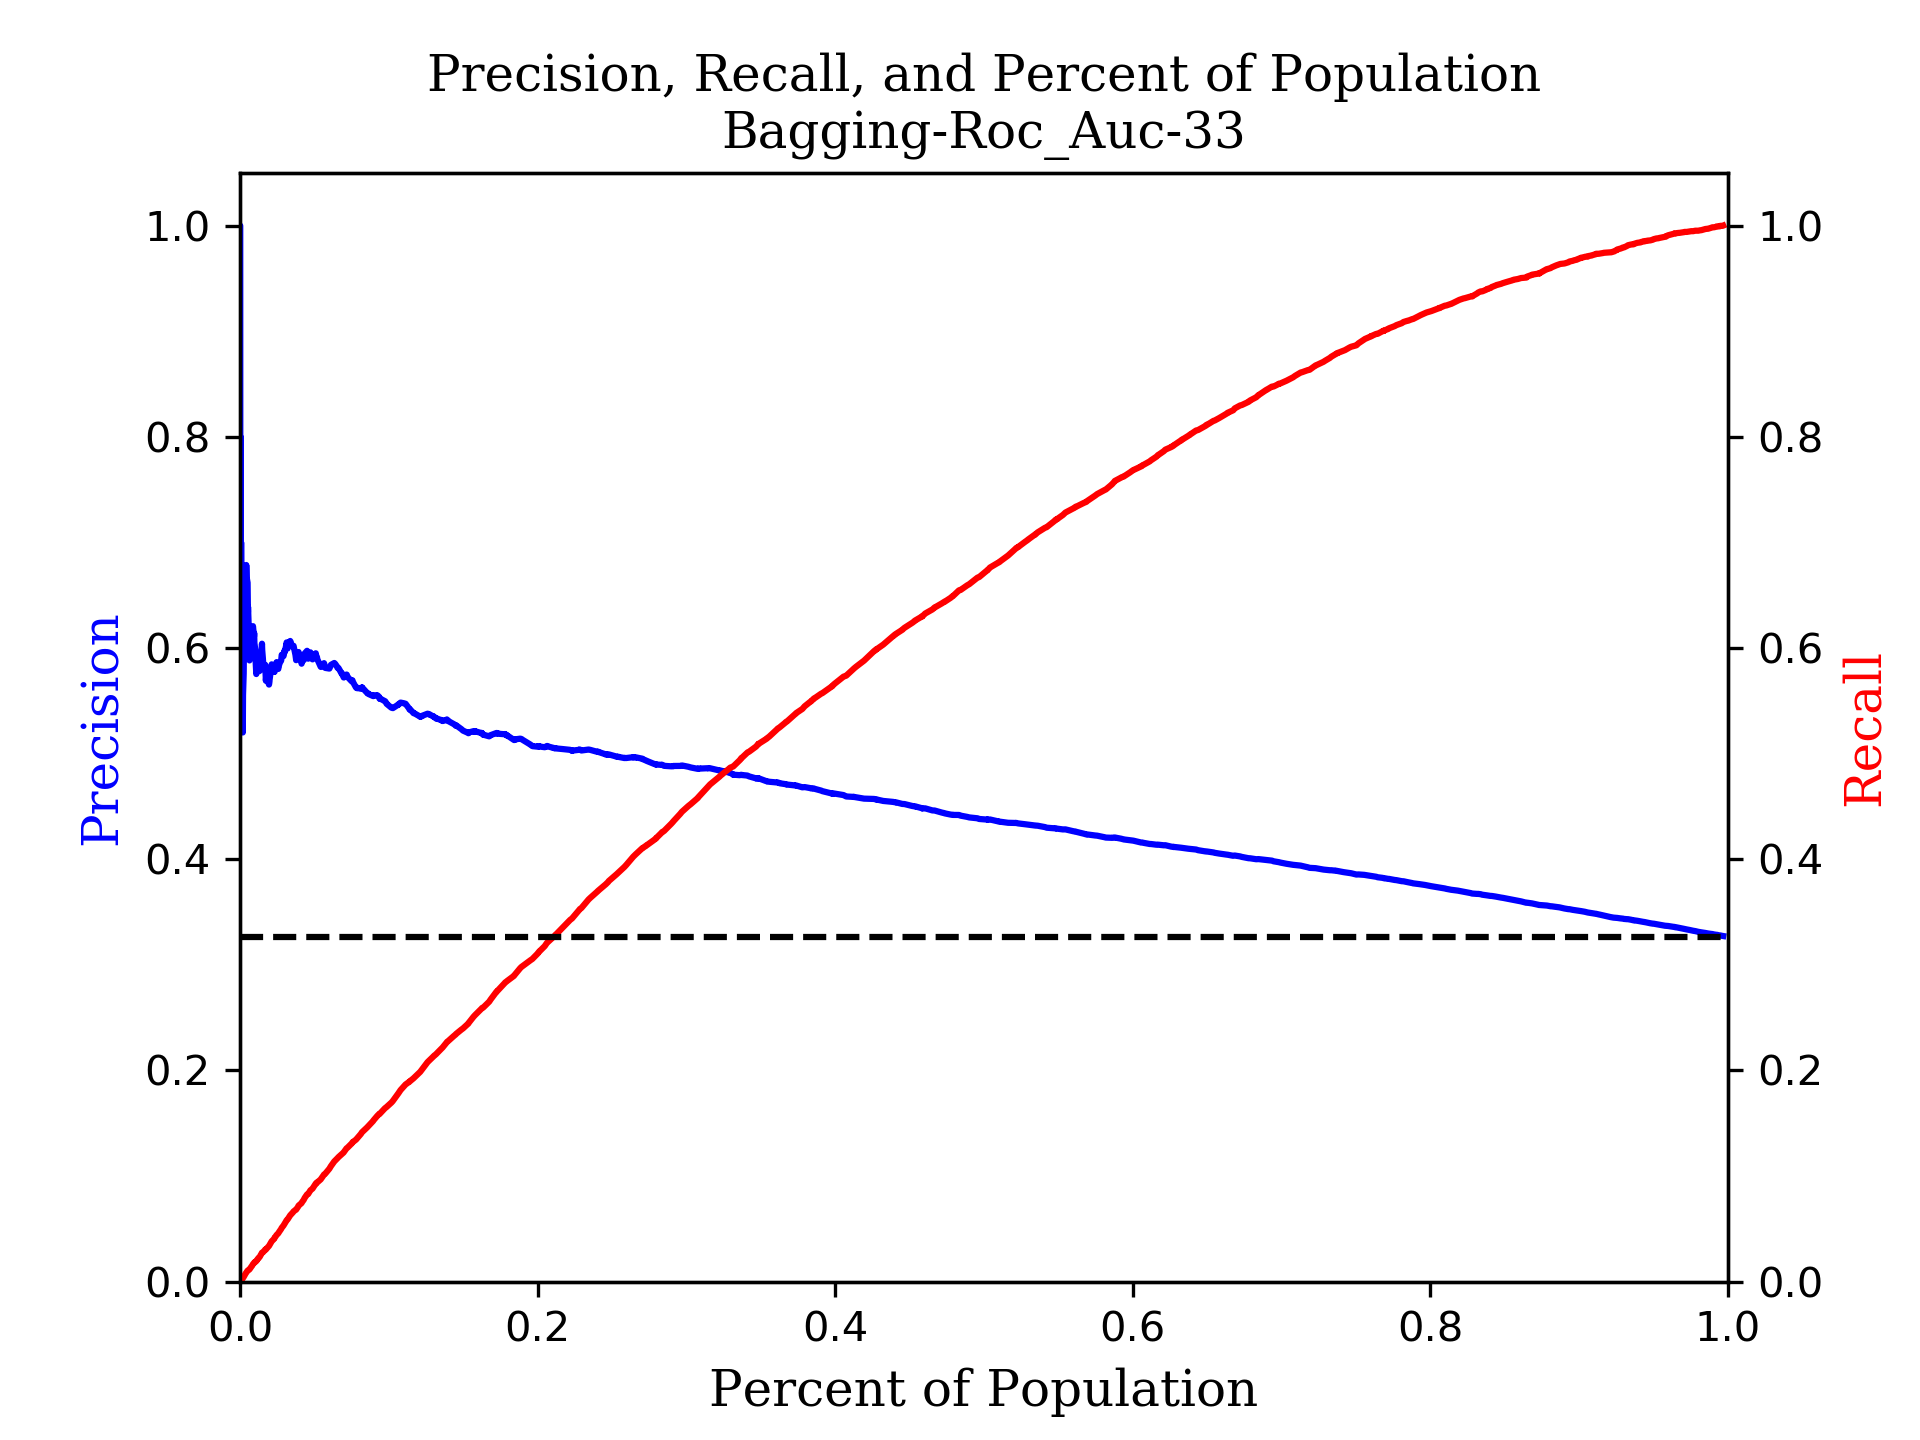 Precision, Recall, and Percent of Population
Bagging-Roc_Auc-33
1.0
0.8
0.6
0.4
0.2
0.0
Precision
1.0
0.8
0.6
0.4
0.2
0.0
Recall
0.0 0.2 0.4 0.6 0.8 1.0
Percent of Population